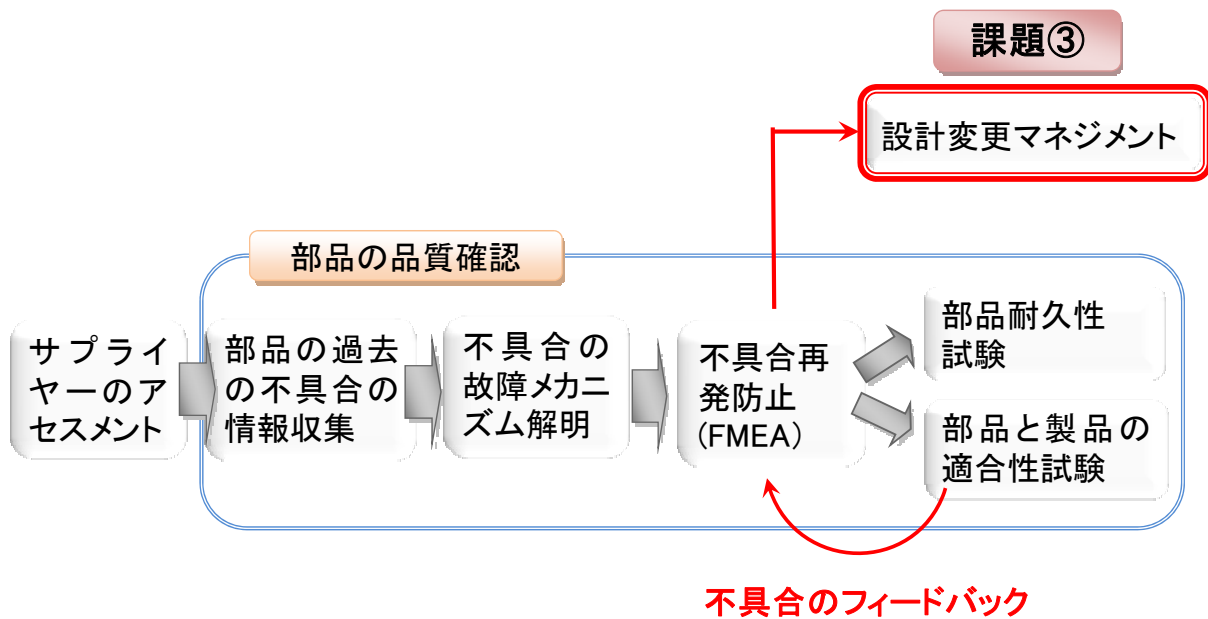 課題③
設計変更マネジメント
部品の品質確認
サプライ
ヤーのア
セスメント
部品の過去
の不具合の
情報収集
不具合の
故障メカニ
ズム解明
不具合再
発防止
(FMEA)
部品耐久性
試験
部品と製品の
適合性試験
不具合のフィードバック